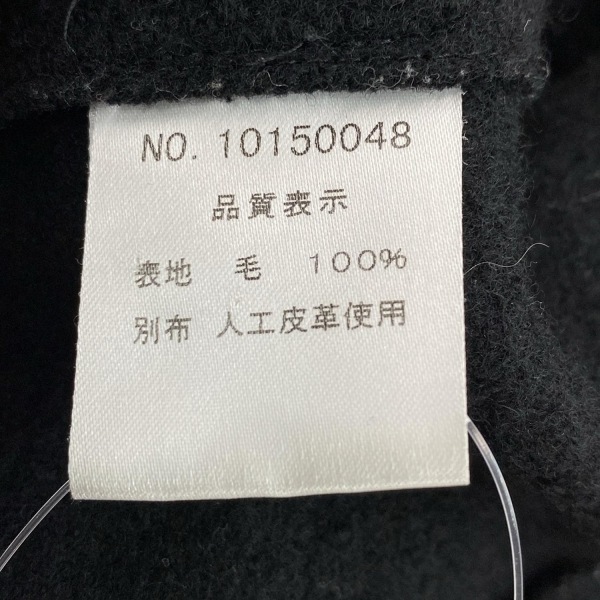 NO. 10150048
品質表示
表地 毛 100%
別布 人工皮革使用